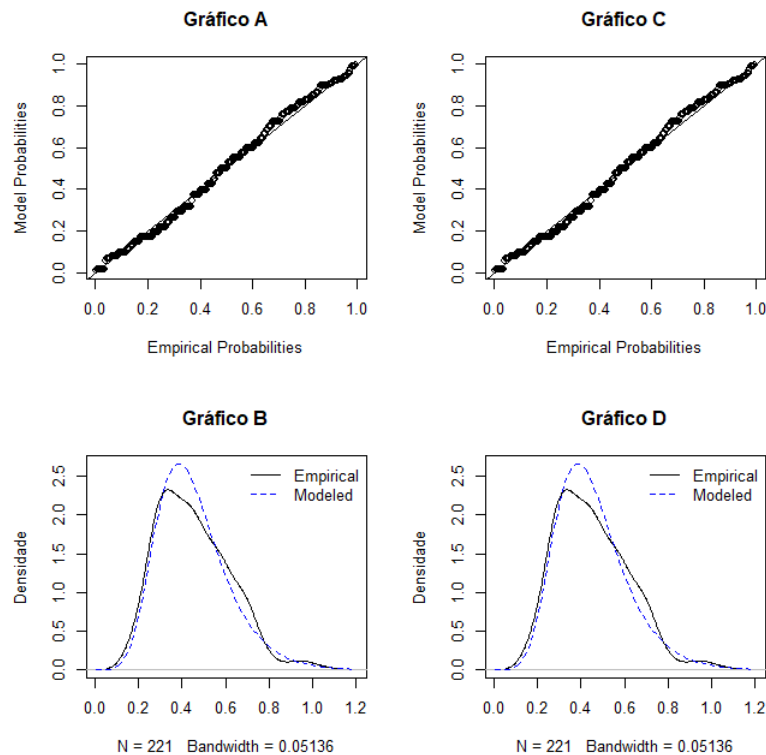 Gráfico A
Model Probabilities
0.0 0.2 0.4 0.6 0.8 1.0
0.0 0.2 0.4 0.6 0.8 1.0
Empirical Probabilities
Gráfico C
Model Probabilities
0.0 0.2 0.4 0.6 0.8 1.0
0.0 0.2 0.4 0.6 0.8 1.0
Empirical Probabilities
Gráfico B
Densidade
0.0 0.5 1.0 1.5 2.0 2.5
Empirical
Modeled
0.0 0.2 0.4 0.6 0.8 1.0 1.2
N = 221 Bandwidth = 0.05136
Gráfico D
Densidade
0.0 0.5 1.0 1.5 2.0 2.5
Empirical
Modeled
0.0 0.2 0.4 0.6 0.8 1.0 1.2
N = 221 Bandwidth = 0.05136